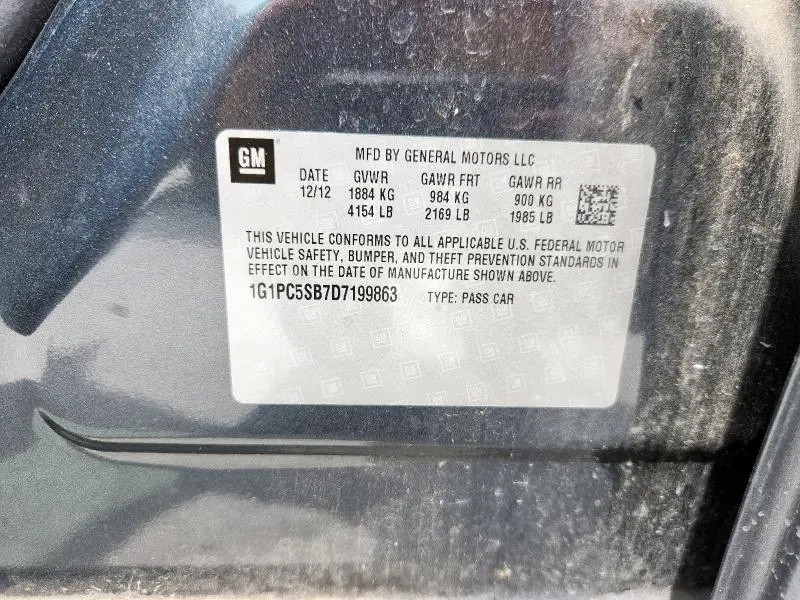 GM
MFD BY GENERAL MOTORS LLC
DATE GVWR GAWR FRT GAWR RR
12/12 1884 KG 984 KG 900 KG
4154 LB 2169 LB 1985 LB
THIS VEHICLE CONFORMS TO ALL APPLICABLE U.S. FEDERAL MOTOR
VEHICLE SAFETY, BUMPER, AND THEFT PREVENTION STANDARDS IN
EFFECT ON THE DATE OF MANUFACTURE SHOWN ABOVE.
1G1PC5SB7D7199863 TYPE: PASS CAR